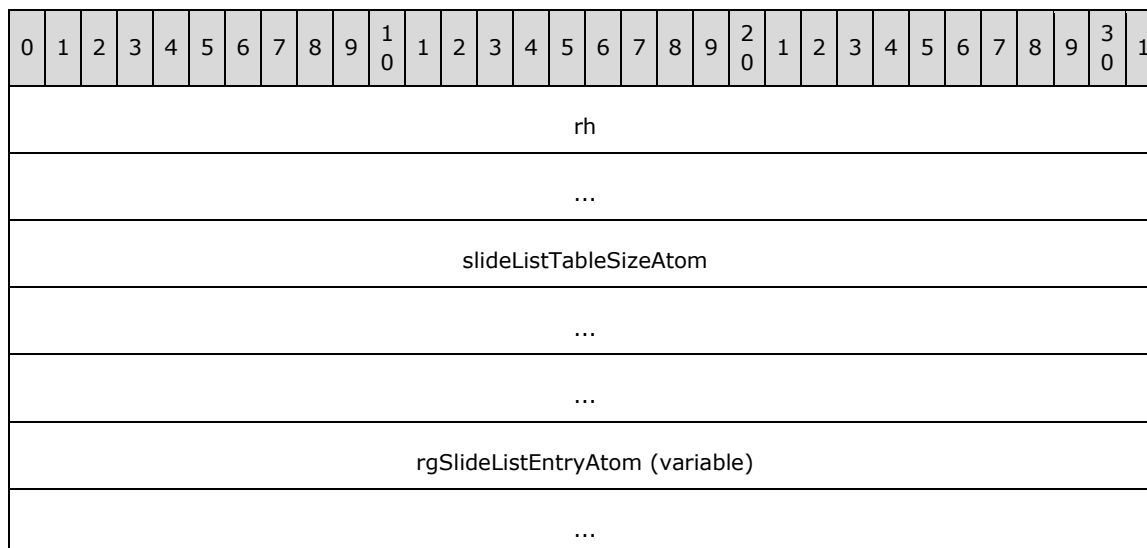 0 1 2 3 4 5 6 7 8 9 1 0 1 2 3 4 5 6 7 8 9 2 0 1 2 3 4 5 6 7 8 9 3 0 1
rh
...
slideListTableSizeAtom
...
...
rgSlideListEntryAtom (variable)
...